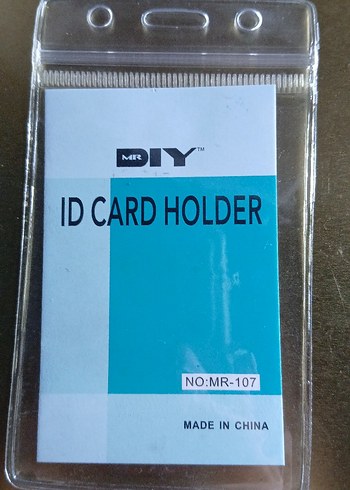 MR DIY™
ID CARD HOLDER
NO:MR-107
MADE IN CHINA